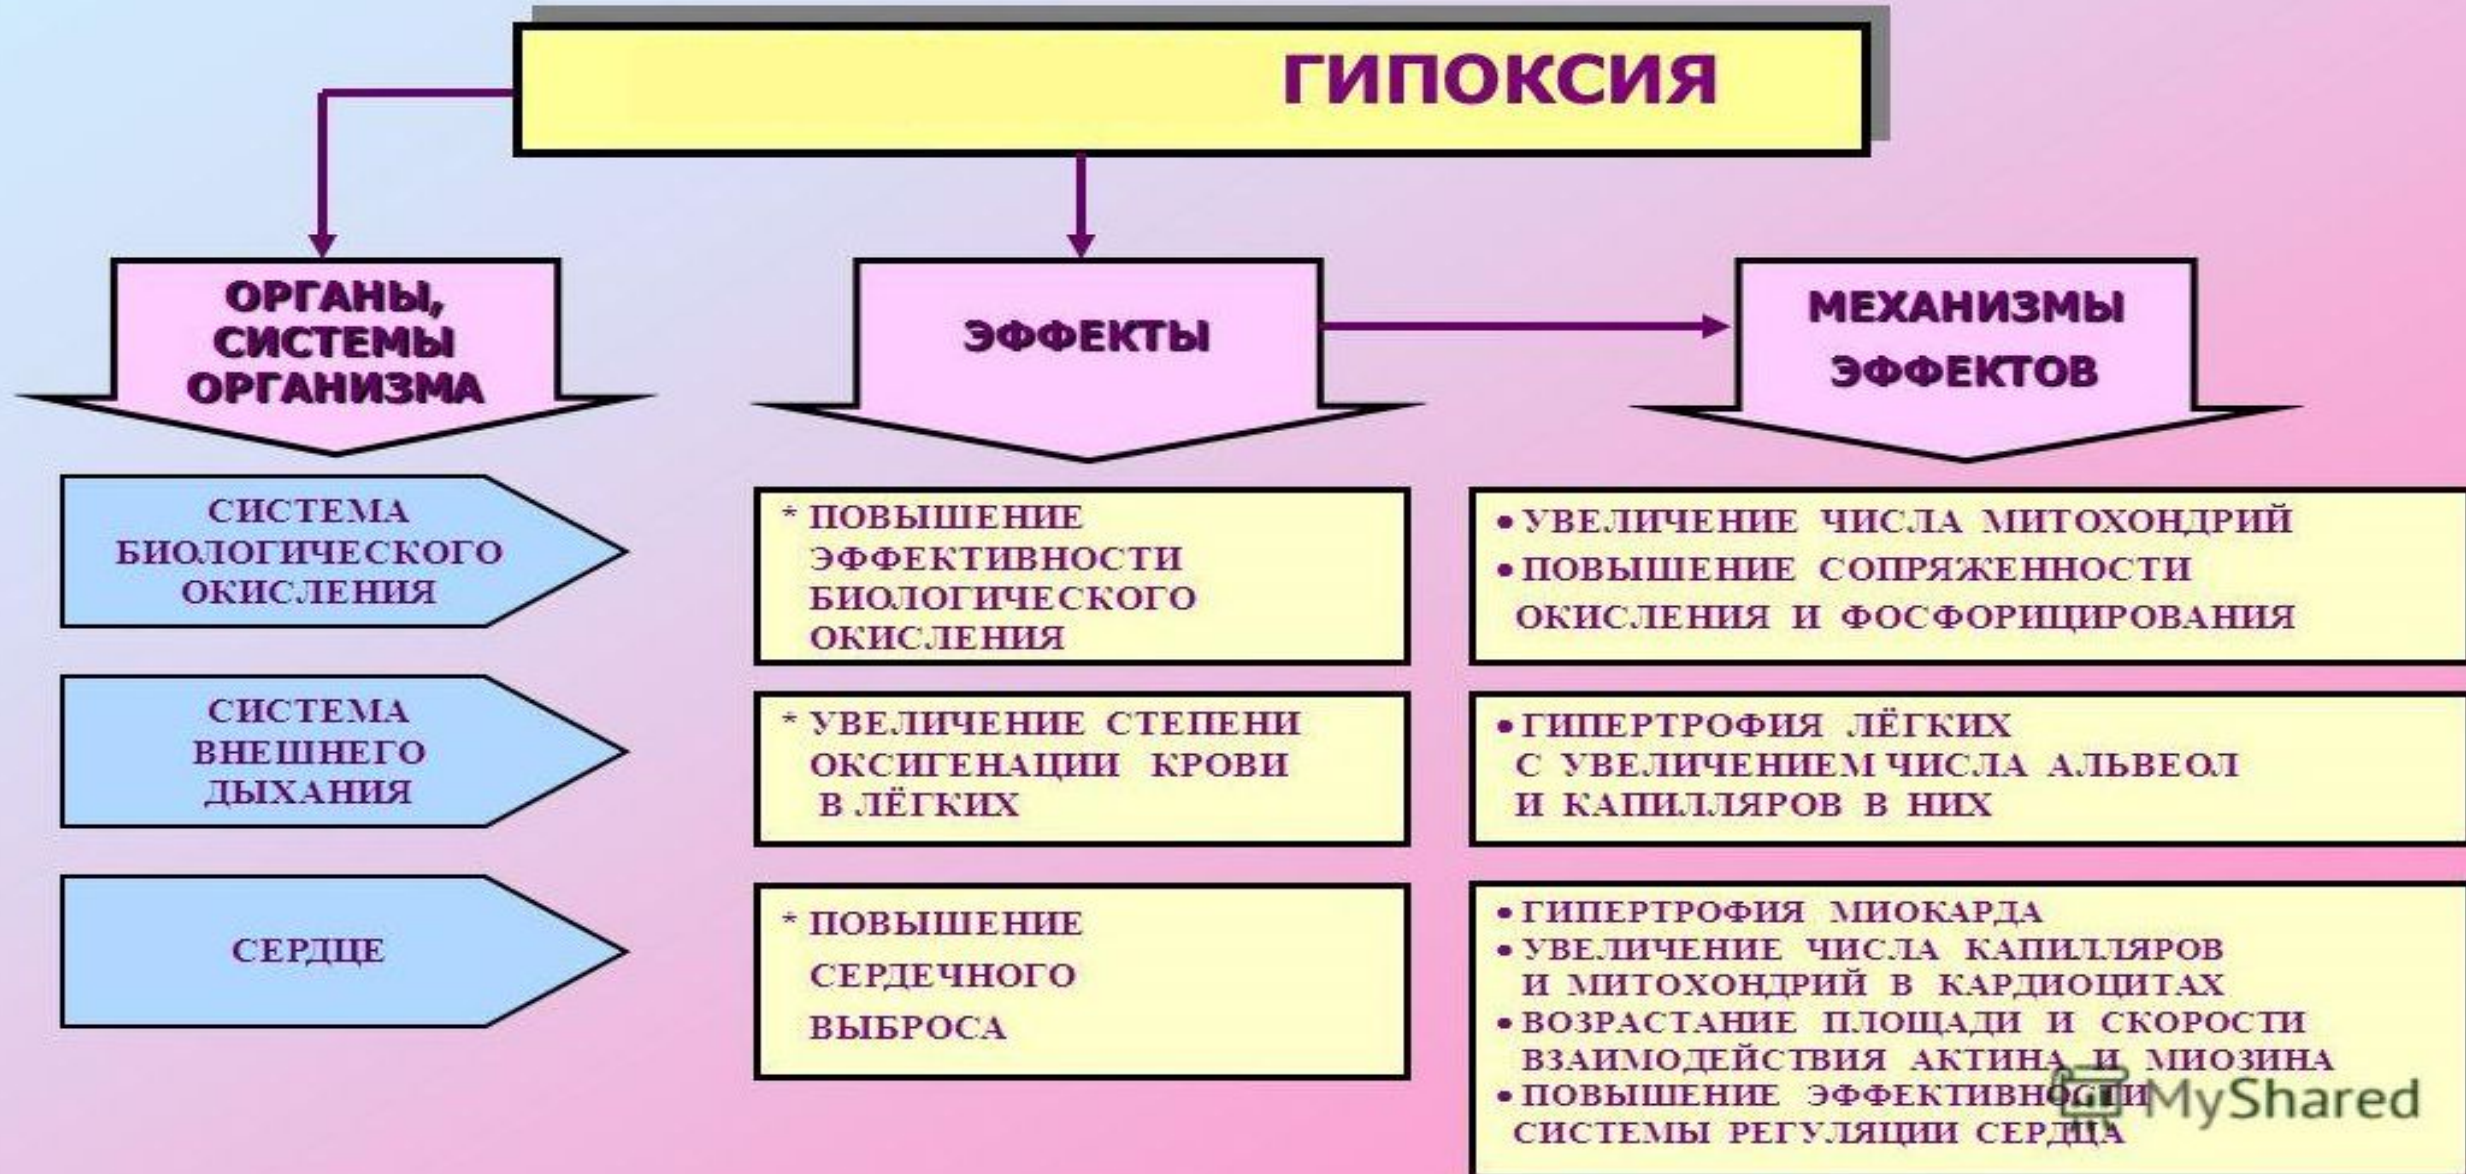 ГИПОКСИЯ
ОРГАНЫ,
СИСТЕМЫ
ОРГАНИЗМА
ЭФФЕКТЫ
МЕХАНИЗМЫ
ЭФФЕКТОВ
СИСТЕМА
БИОЛОГИЧЕСКОГО
ОКИСЛЕНИЯ
* ПОВЫШЕНИЕ
ЭФФЕКТИВНОСТИ
БИОЛОГИЧЕСКОГО
ОКИСЛЕНИЯ
• УВЕЛИЧЕНИЕ ЧИСЛА МИТОХОНДРИЙ
• ПОВЫШЕНИЕ СОПРЯЖЕННОСТИ
ОКИСЛЕНИЯ И ФОСФОРИЦИРОВАНИЯ
СИСТЕМА
ВНЕШНЕГО
ДЫХАНИЯ
* УВЕЛИЧЕНИЕ СТЕПЕНИ
ОКСИГЕНАЦИИ КРОВИ
В ЛЁГКИХ
• ГИПЕРТРОФИЯ ЛЁГКИХ
С УВЕЛИЧЕНИЕМ ЧИСЛА АЛЬВЕОЛ
И КАПИЛЛЯРОВ В НИХ
СЕРДЦЕ
* ПОВЫШЕНИЕ
СЕРДЕЧНОГО
ВЫБРОСА
• ГИПЕРТРОФИЯ МИОКАРДА
• УВЕЛИЧЕНИЕ ЧИСЛА КАПИЛЛЯРОВ
И МИТОХОНДРИЙ В КАРДИОЦИТАХ
• ВОЗРАСТАНИЕ ПЛОЩАДИ И СКОРОСТИ
ВЗАИМОДЕЙСТВИЯ АКТИНА И МИОЗИНА
• ПОВЫШЕНИЕ ЭФФЕКТИВНОСТИ
СИСТЕМЫ РЕГУЛЯЦИИ СЕРДЦА
MyShared